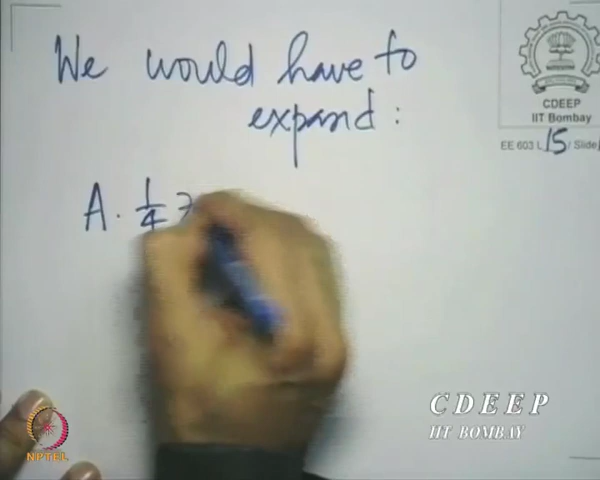 We would have to
expand:
A. 1/4 z
CDEEP
IIT Bombay
EE 603 L 15 / Slide
CDEEP
IIT BOMBAY
NPTEL